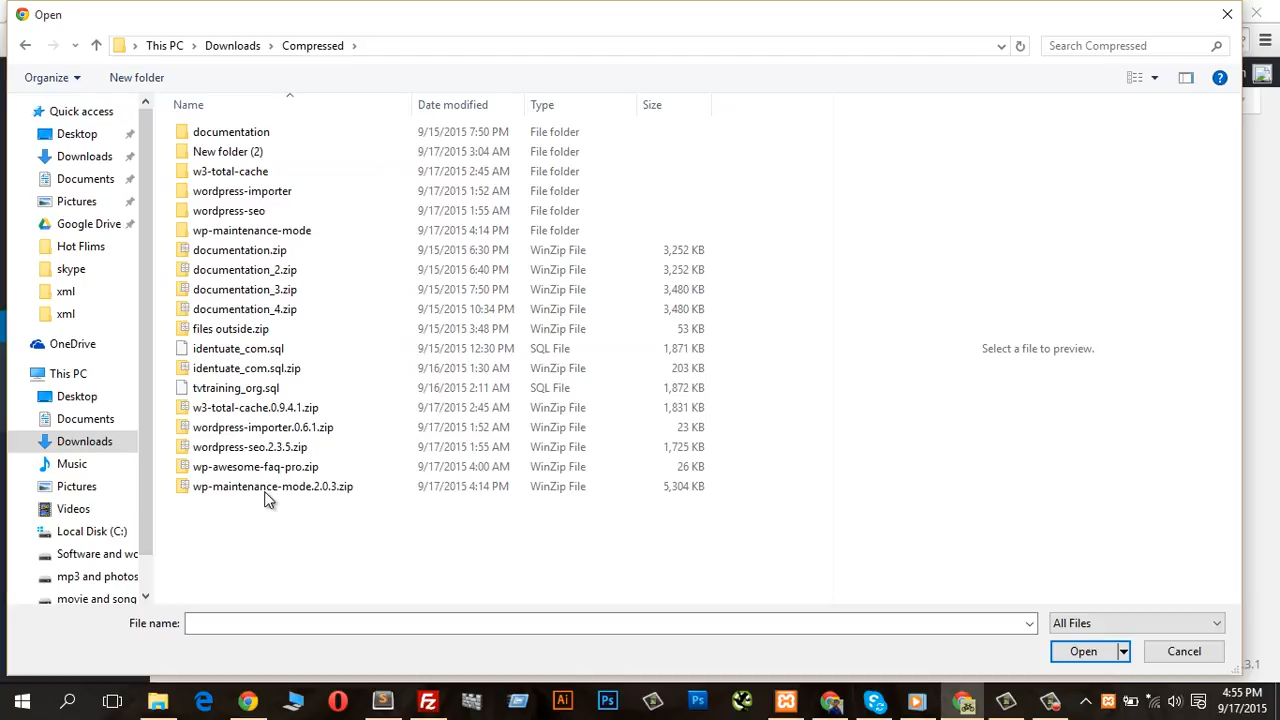 Open
This PC > Downloads > Compressed >
Search Compressed
Organize
New folder
Name Date modified Type Size
Quick access
Desktop
Downloads
Documents
Pictures
Google Drive
Hot Flims
skype
xml
xml
OneDrive
This PC
Desktop
Documents
Downloads
Music
Pictures
Videos
Local Disk (C:)
Software and wc
mp3 and photos
movie and song
documentation 9/15/2015 7:50 PM File folder
New folder (2) 9/17/2015 3:04 AM File folder
w3-total-cache 9/17/2015 2:45 AM File folder
wordpress-importer 9/17/2015 1:52 AM File folder
wordpress-seo 9/17/2015 1:55 AM File folder
wp-maintenance-mode 9/17/2015 4:14 PM File folder
documentation.zip 9/15/2015 6:30 PM WinZip File 3,252 KB
documentation_2.zip 9/15/2015 6:40 PM WinZip File 3,252 KB
documentation_3.zip 9/15/2015 7:50 PM WinZip File 3,480 KB
documentation_4.zip 9/15/2015 10:34 PM WinZip File 3,480 KB
files outside.zip 9/15/2015 3:48 PM WinZip File 53 KB
identuate_com.sql 9/15/2015 12:30 PM SQL File 1,871 KB
identuate_com.sql.zip 9/16/2015 1:30 AM WinZip File 203 KB
tvtraining_org.sql 9/16/2015 2:11 AM SQL File 1,872 KB
w3-total-cache.0.9.4.1.zip 9/17/2015 2:45 AM WinZip File 1,831 KB
wordpress-importer.0.6.1.zip 9/17/2015 1:52 AM WinZip File 23 KB
wordpress-seo.2.3.5.zip 9/17/2015 1:55 AM WinZip File 1,725 KB
wp-awesome-faq-pro.zip 9/17/2015 4:00 AM WinZip File 26 KB
wp-maintenance-mode.2.0.3.zip 9/17/2015 4:14 PM WinZip File 5,304 KB
Select a file to preview.
File name:
All Files
Open
Cancel
.3.1
Ai
Ps
Ps
4:55 PM
9/17/2015